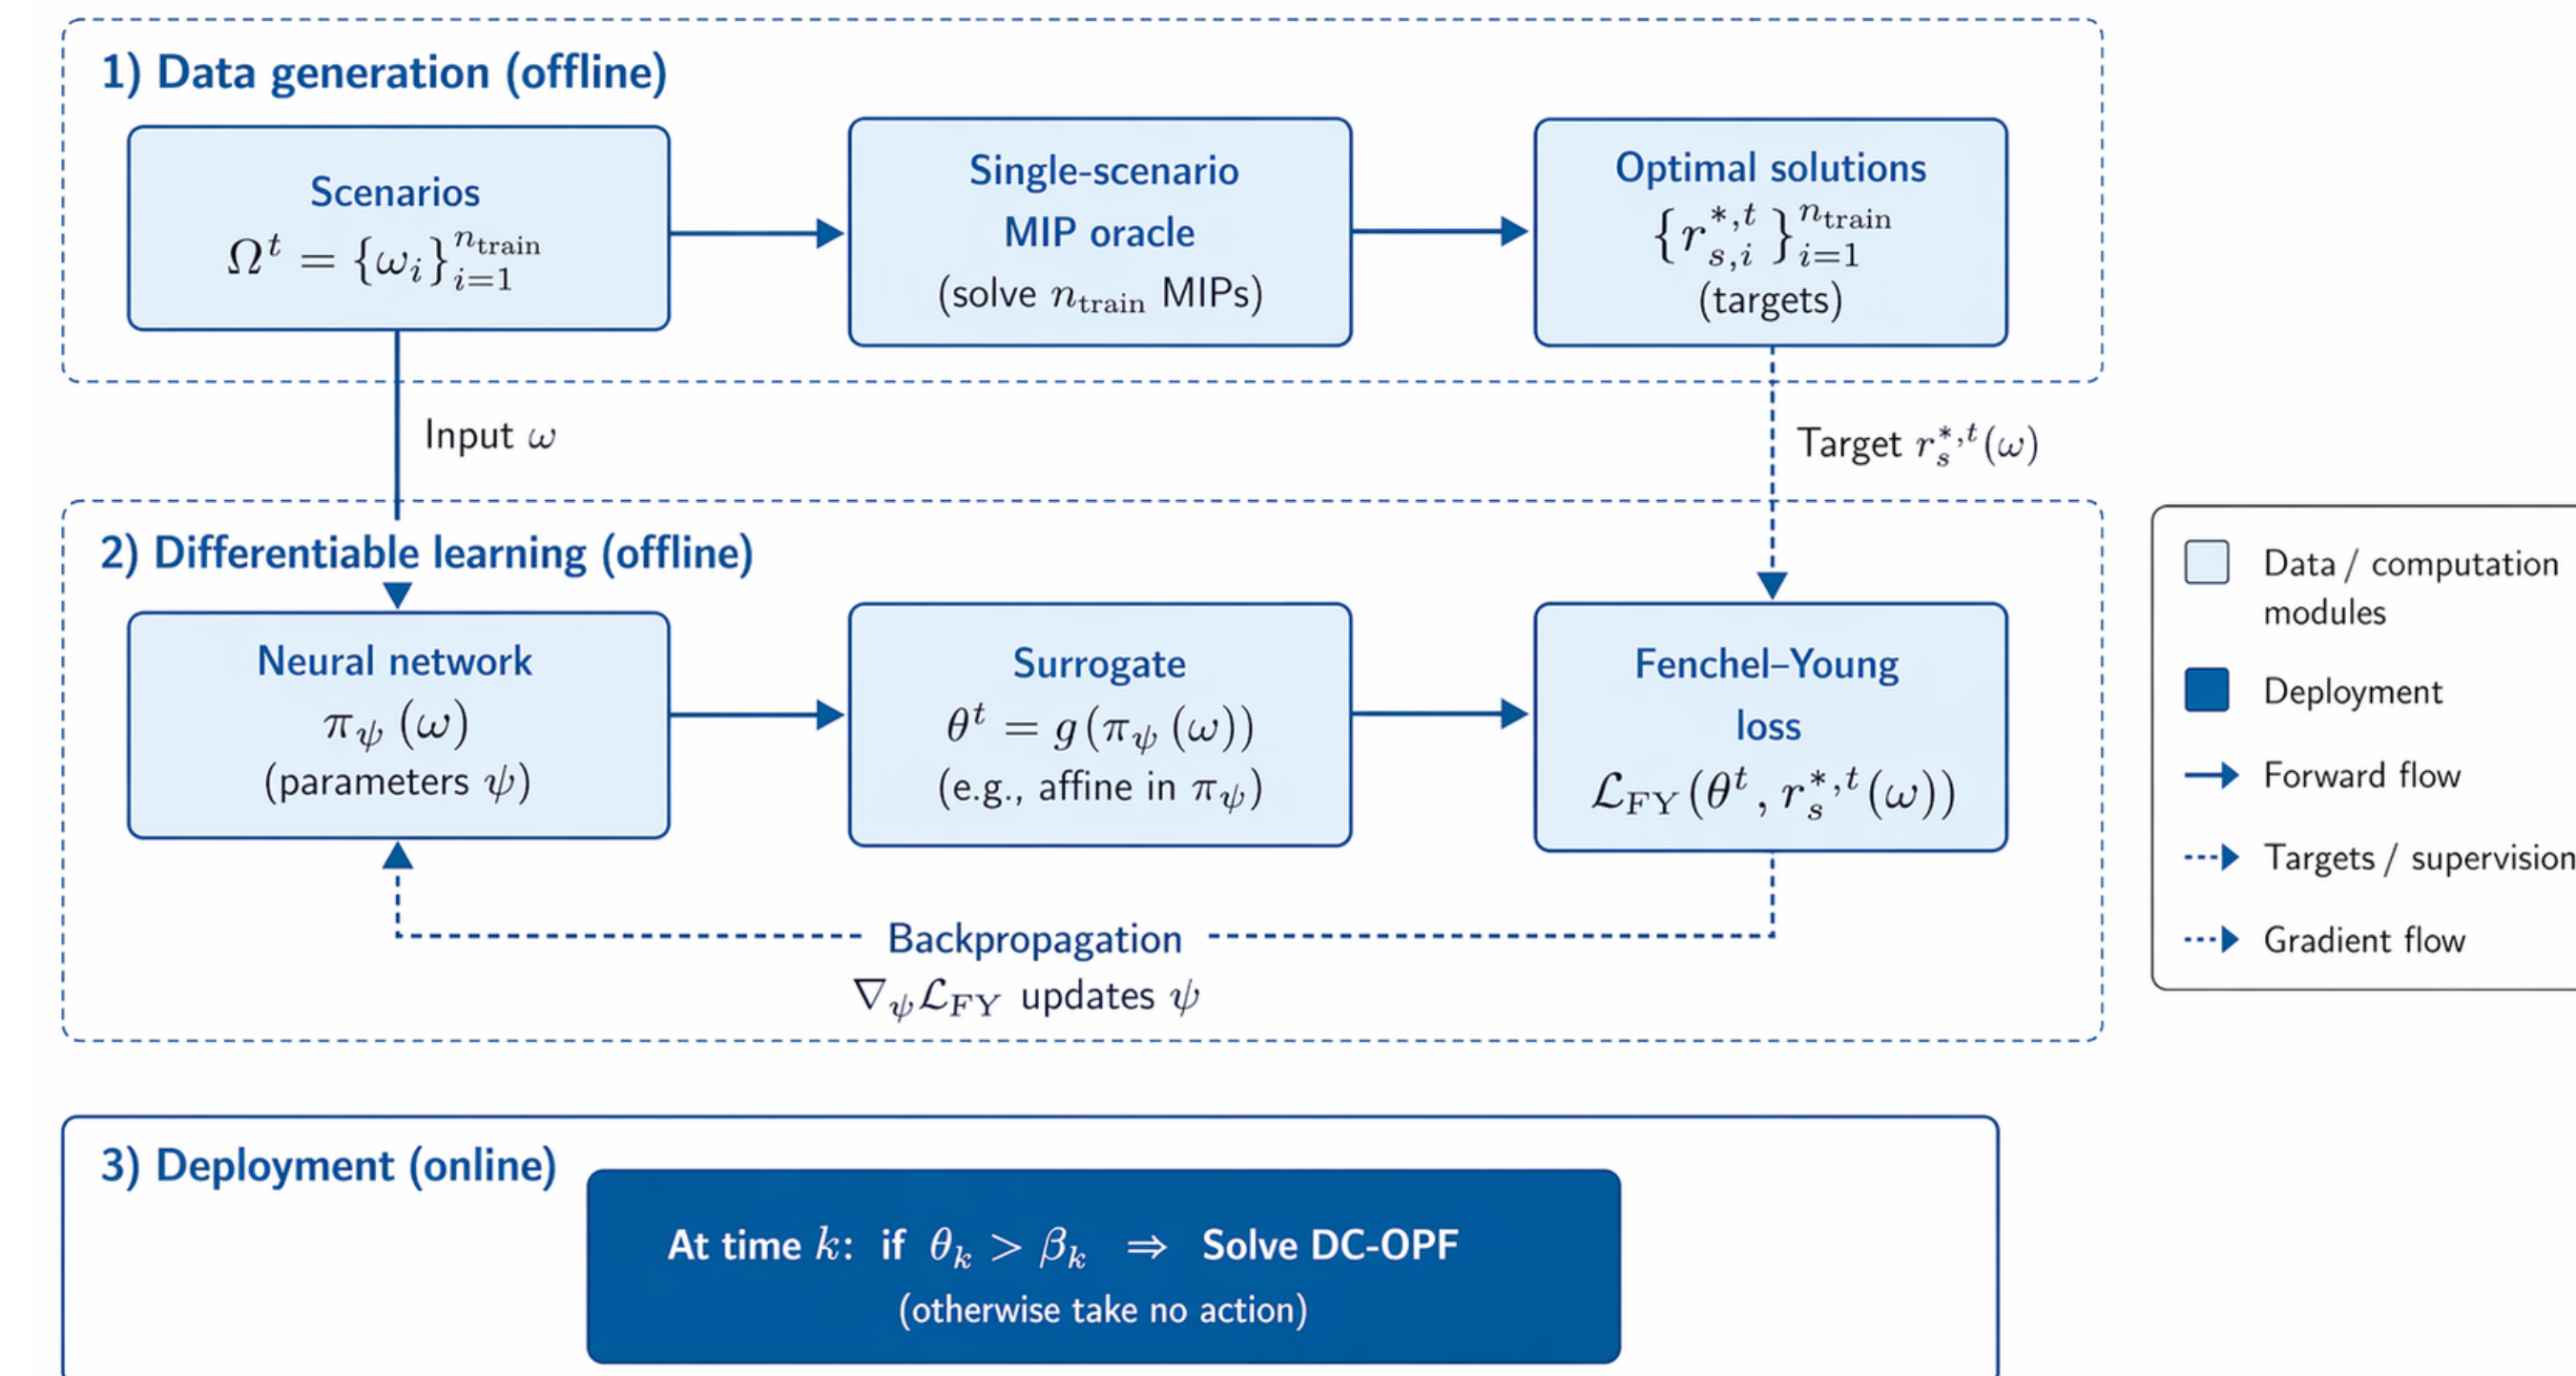 1) Data generation (offline)
Scenarios
Ω^t = {ω_i}_{i=1}^{n_train}
Single-scenario
MIP oracle
(solve n_train MIPs)
Optimal solutions
{r_{s,i}^{*,t}}_{i=1}^{n_train}
(targets)
Input ω
Target r_s^{*,t}(ω)
2) Differentiable learning (offline)
Neural network
π_ψ (ω)
(parameters ψ)
Surrogate
θ^t = g(π_ψ (ω))
(e.g., affine in π_ψ)
Fenchel–Young
loss
ℒ_FY(θ^t, r_s^{*,t}(ω))
Backpropagation
∇_ψ ℒ_FY updates ψ
Data / computation
modules
Deployment
Forward flow
Targets / supervision
Gradient flow
3) Deployment (online)
At time k: if θ_k > β_k ⇒ Solve DC-OPF
(otherwise take no action)